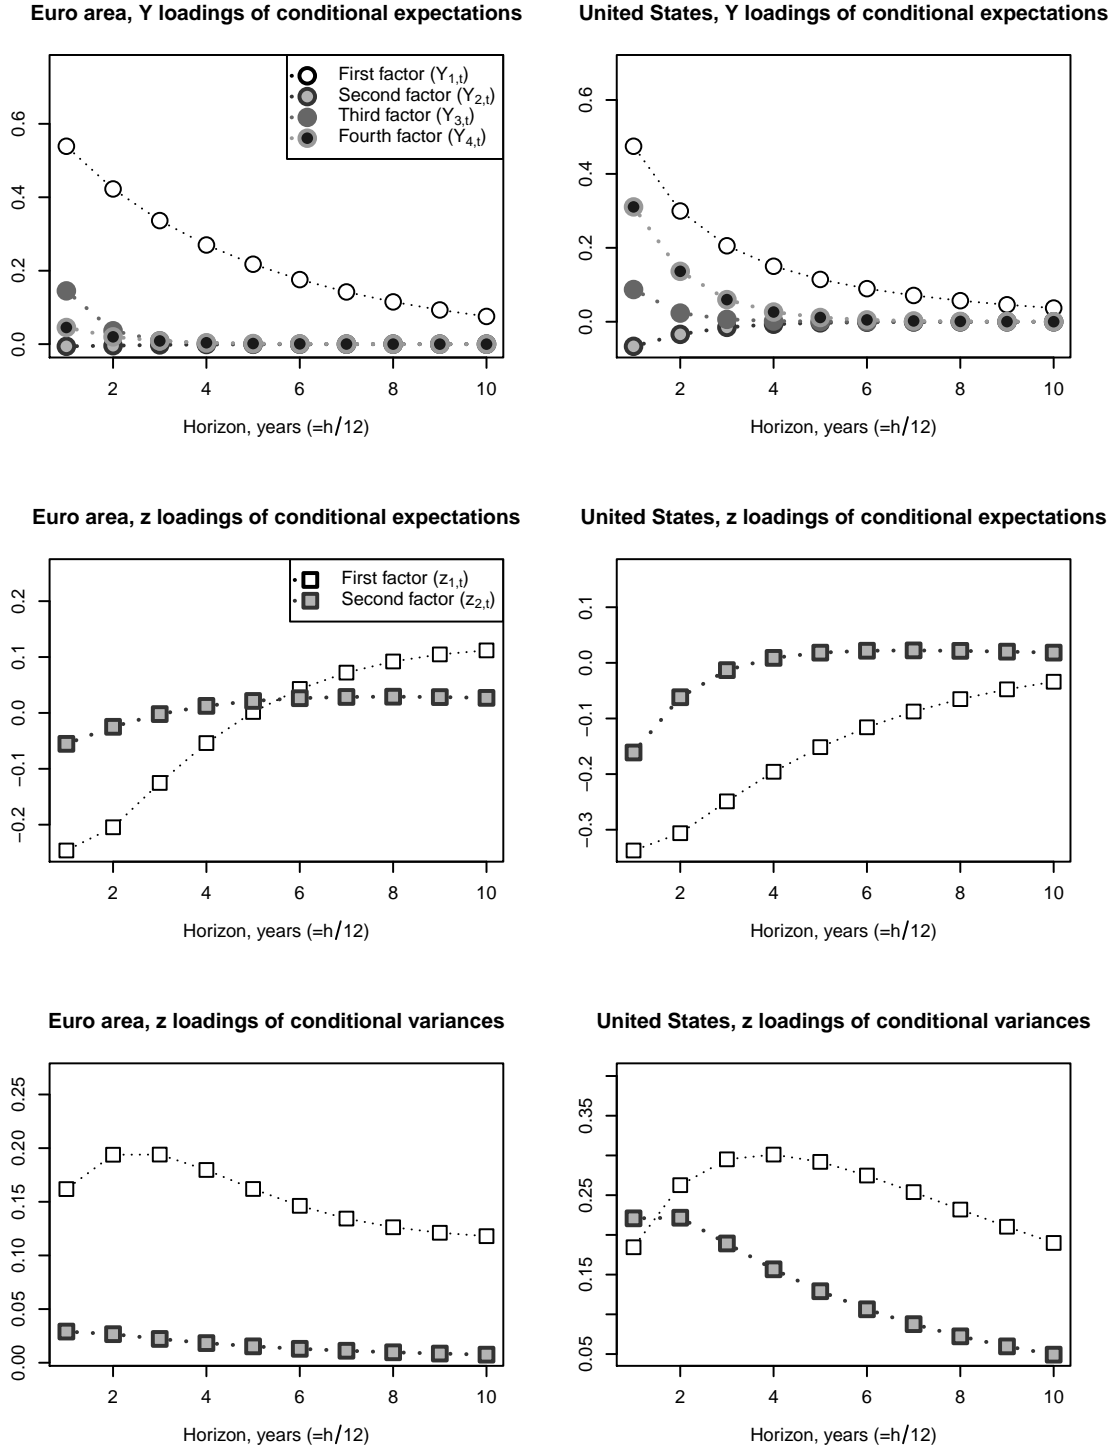 Euro area, Y loadings of conditional expectations
0.0 0.2 0.4 0.6
First factor (Y1,t)
Second factor (Y2,t)
Third factor (Y3,t)
Fourth factor (Y4,t)
2 4 6 8 10
Horizon, years (=h/12)
United States, Y loadings of conditional expectations
0.0 0.2 0.4 0.6
2 4 6 8 10
Horizon, years (=h/12)
Euro area, z loadings of conditional expectations
−0.2 −0.1 0.0 0.1 0.2
First factor (z1,t)
Second factor (z2,t)
2 4 6 8 10
Horizon, years (=h/12)
United States, z loadings of conditional expectations
−0.3 −0.2 −0.1 0.0 0.1
2 4 6 8 10
Horizon, years (=h/12)
Euro area, z loadings of conditional variances
0.00 0.05 0.10 0.15 0.20 0.25
2 4 6 8 10
Horizon, years (=h/12)
United States, z loadings of conditional variances
0.05 0.15 0.25 0.35
2 4 6 8 10
Horizon, years (=h/12)